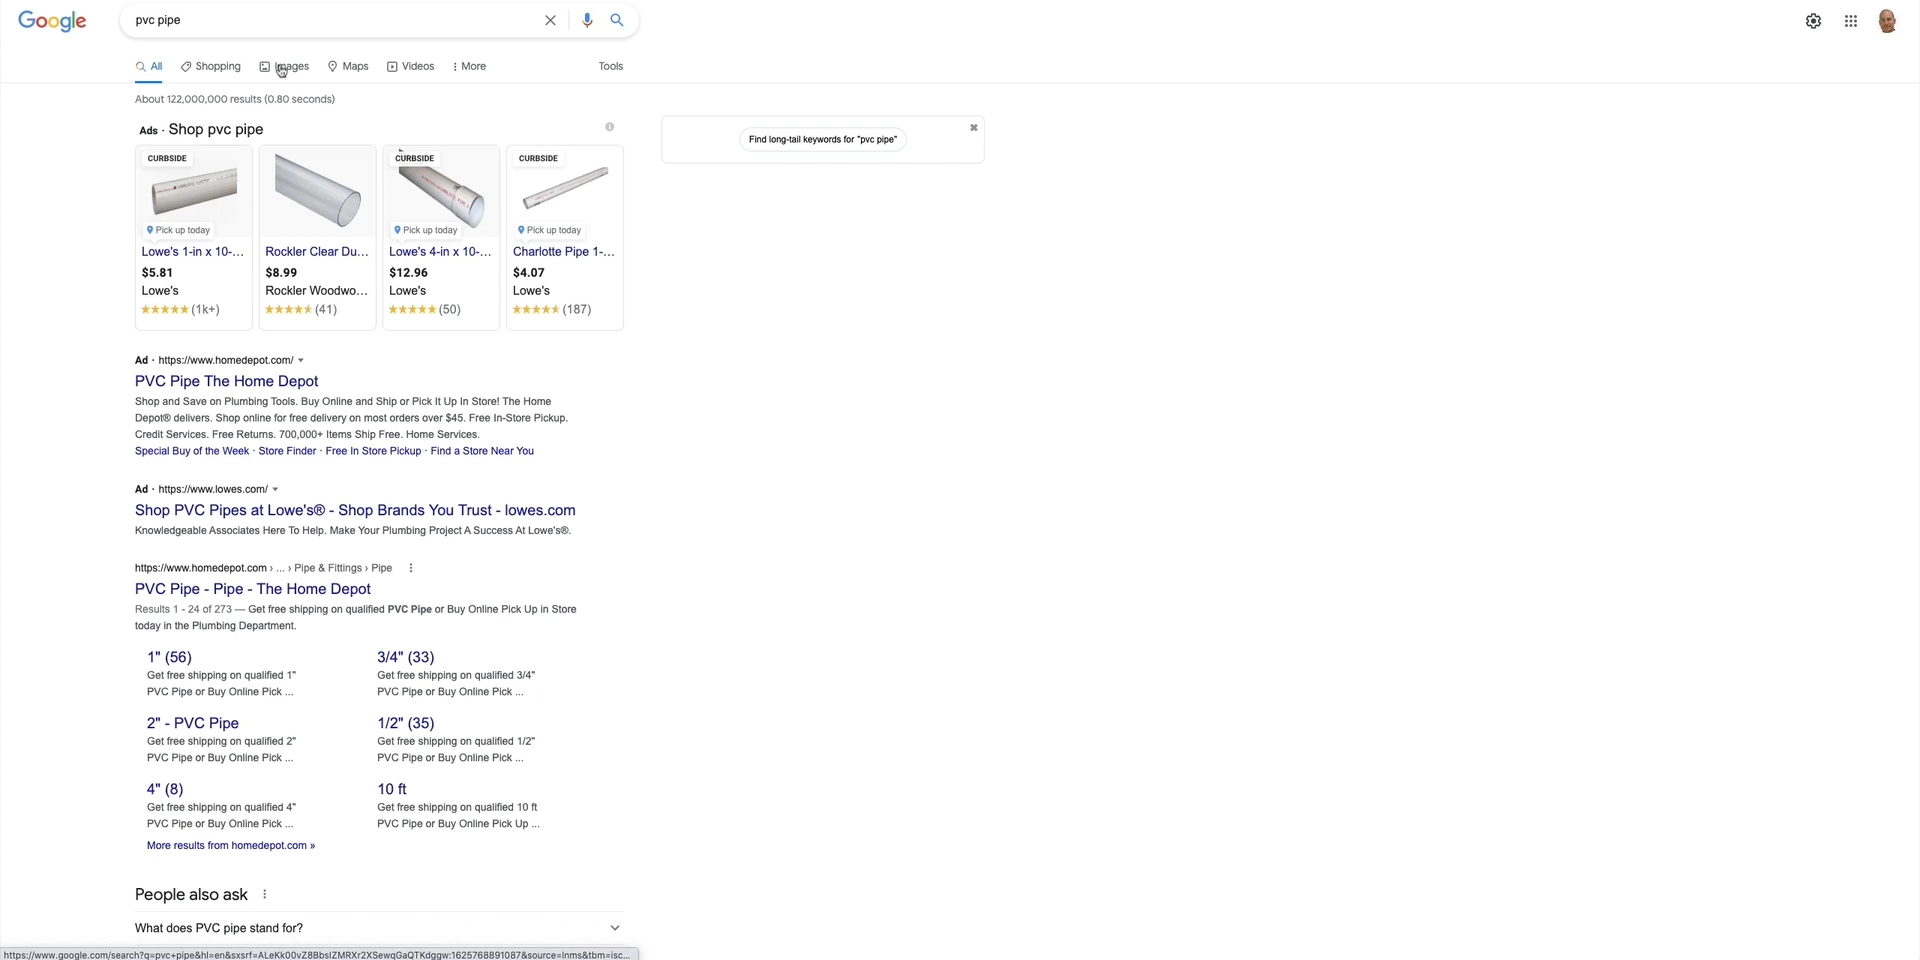 Google
pvc pipe
All Shopping Images Maps Videos More Tools
About 122,000,000 results (0.80 seconds)
Ads · Shop pvc pipe
Find long-tail keywords for "pvc pipe"
CURBSIDE
Pick up today
Lowe's 1-in x 10-...
$5.81
Lowe's
(1k+)
Rockler Clear Du...
$8.99
Rockler Woodwo...
(41)
CURBSIDE
Pick up today
Lowe's 4-in x 10-...
$12.96
Lowe's
(50)
CURBSIDE
Pick up today
Charlotte Pipe 1-...
$4.07
Lowe's
(187)
Ad · https://www.homedepot.com/
PVC Pipe The Home Depot
Shop and Save on Plumbing Tools. Buy Online and Ship or Pick It Up In Store! The Home
Depot® delivers. Shop online for free delivery on most orders over $45. Free In-Store Pickup.
Credit Services. Free Returns. 700,000+ Items Ship Free. Home Services.
Special Buy of the Week · Store Finder · Free In Store Pickup · Find a Store Near You
Ad · https://www.lowes.com/
Shop PVC Pipes at Lowe's® - Shop Brands You Trust - lowes.com
Knowledgeable Associates Here To Help. Make Your Plumbing Project A Success At Lowe's®.
https://www.homedepot.com › ... › Pipe & Fittings › Pipe
PVC Pipe - Pipe - The Home Depot
Results 1 - 24 of 273 — Get free shipping on qualified PVC Pipe or Buy Online Pick Up in Store
today in the Plumbing Department.
1" (56)
Get free shipping on qualified 1"
PVC Pipe or Buy Online Pick ...
3/4" (33)
Get free shipping on qualified 3/4"
PVC Pipe or Buy Online Pick ...
2" - PVC Pipe
Get free shipping on qualified 2"
PVC Pipe or Buy Online Pick ...
1/2" (35)
Get free shipping on qualified 1/2"
PVC Pipe or Buy Online Pick ...
4" (8)
Get free shipping on qualified 4"
PVC Pipe or Buy Online Pick ...
10 ft
Get free shipping on qualified 10 ft
PVC Pipe or Buy Online Pick Up ...
More results from homedepot.com »
People also ask
What does PVC pipe stand for?